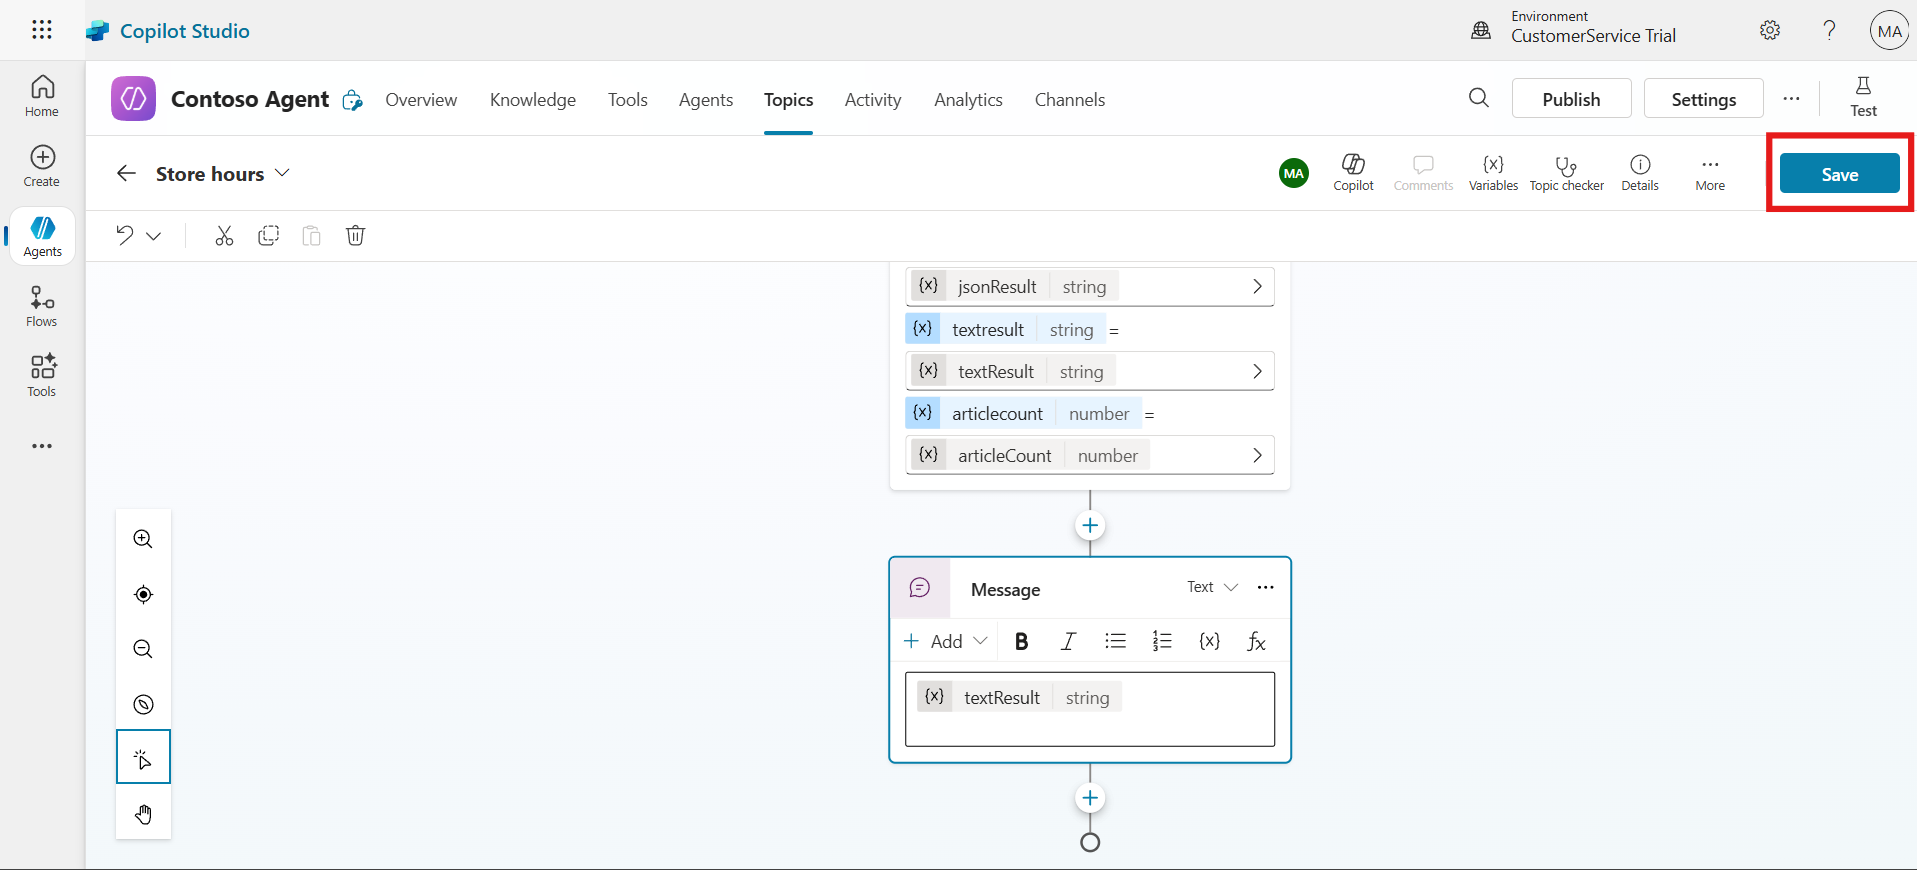 Copilot Studio
Environment
CustomerService Trial
?
MA
Home
Create
Agents
Flows
Tools
Contoso Agent
Overview
Knowledge
Tools
Agents
Topics
Activity
Analytics
Channels
Publish
Settings
Test
Store hours
MA
Copilot
Comments
{x}
Variables
Topic checker
Details
More
Save
{x} jsonResult string
{x} textresult string =
{x} textResult string
{x} articlecount number =
{x} articleCount number
Message
Text
+ Add
B I {x} fx
{x} textResult string